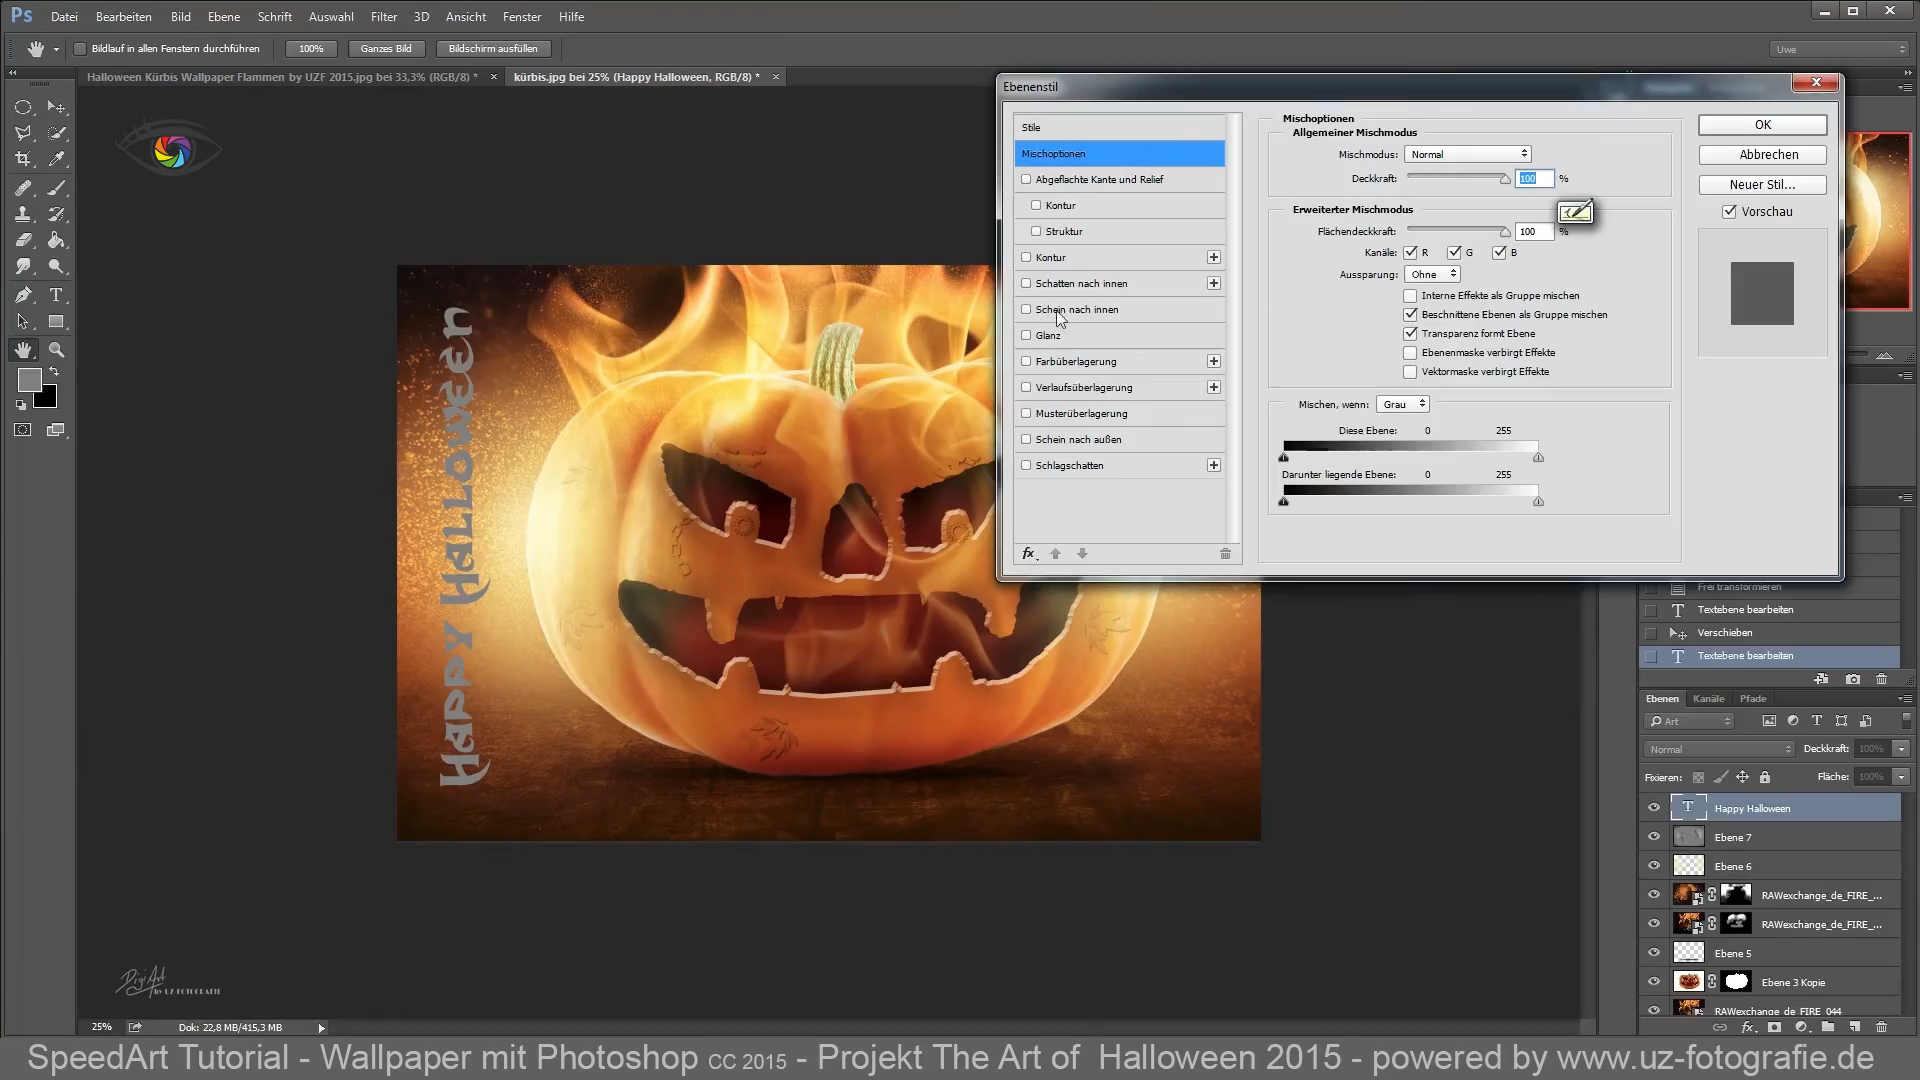 Ps Datei Bearbeiten Bild Ebene Schrift Auswahl Filter 3D Ansicht Fenster Hilfe
Bildlauf in allen Fenstern durchführen 100% Ganzes Bild Bildschirm ausfüllen Uwe
Halloween Kürbis Wallpaper Flammen by UZF 2015.jpg bei 33,3% (RGB/8) * kürbis.jpg bei 25% (Happy Halloween, RGB/8) *
Ebenenstil
Stile
Mischoptionen
Abgeflachte Kante und Relief
Kontur
Struktur
Kontur
Schatten nach innen
Schein nach innen
Glanz
Farbüberlagerung
Verlaufsüberlagerung
Musterüberlagerung
Schein nach außen
Schlagschatten
fx
Mischoptionen
Allgemeiner Mischmodus
Mischmodus: Normal
Deckkraft: 100 %
Erweiterter Mischmodus
Flächendeckkraft: 100 %
Kanäle: R G B
Aussparung: Ohne
Interne Effekte als Gruppe mischen
Beschnittene Ebenen als Gruppe mischen
Transparenz formt Ebene
Ebenenmaske verbirgt Effekte
Vektormaske verbirgt Effekte
Mischen, wenn: Grau
Diese Ebene: 0 255
Darunter liegende Ebene: 0 255
OK
Abbrechen
Neuer Stil...
Vorschau
Happy Halloween
Frei transformieren
Textebene bearbeiten
Verschieben
Textebene bearbeiten
Ebenen Kanäle Pfade
Art
Normal Deckkraft: 100%
Fixieren: Fläche: 100%
Happy Halloween
Ebene 7
Ebene 6
RAWexchange_de_FIRE_...
RAWexchange_de_FIRE_...
Ebene 5
Ebene 3 Kopie
RAWexchange_de_FIRE_044
fx
DigiArt
BY UZ-FOTOGRAFIE
25% Dok: 22,8 MB/415,3 MB
SpeedArt Tutorial - Wallpaper mit Photoshop CC 2015 - Projekt The Art of Halloween 2015 - powered by www.uz-fotografie.de